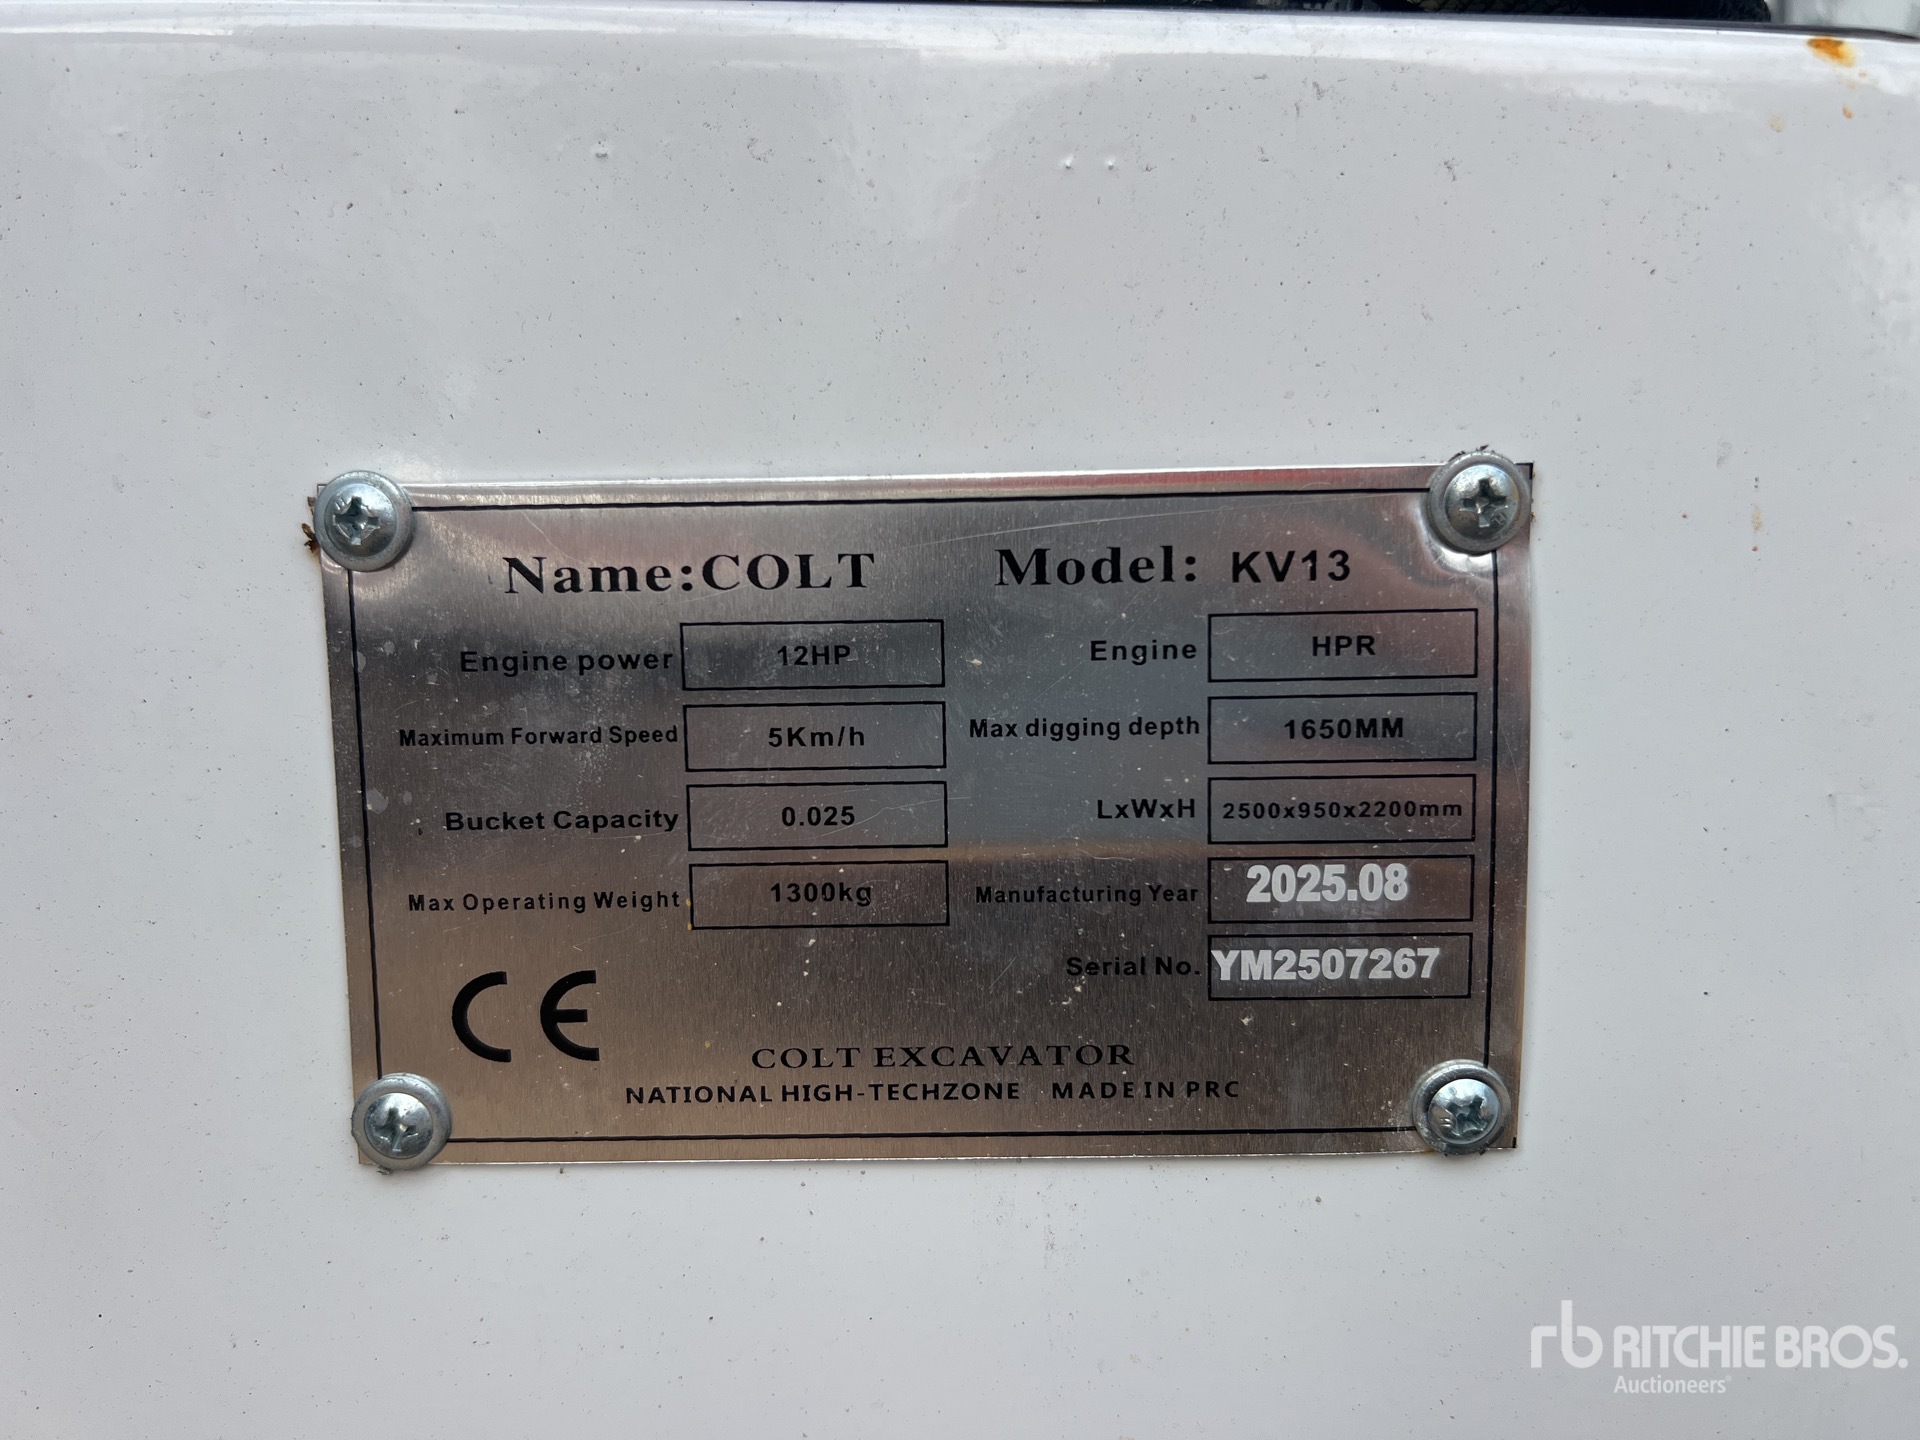 Name:COLT Model: KV13
Engine power 12HP Engine HPR
Maximum Forward Speed 5Km/h Max digging depth 1650MM
Bucket Capacity 0.025 LxWxH 2500x950x2200mm
Max Operating Weight 1300kg Manufacturing Year 2025.08
Serial No. YM2507267
CE
COLT EXCAVATOR
NATIONAL HIGH-TECHZONE MADE IN PRC
rb RITCHIE BROS.
Auctioneers